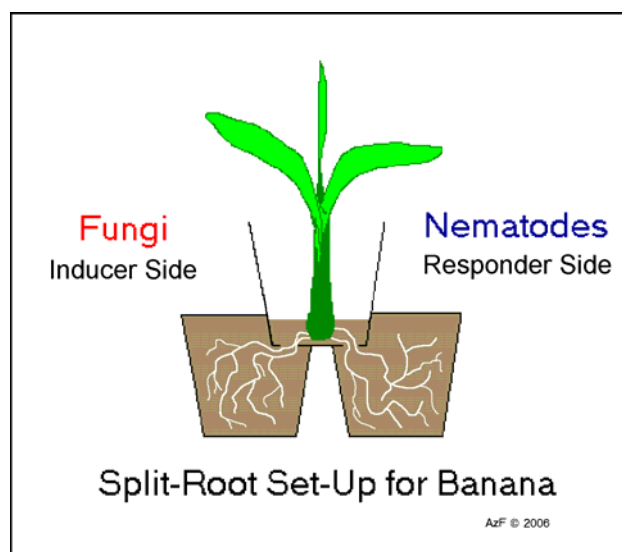 Fungi
Inducer Side
Nematodes
Responder Side
Split-Root Set-Up for Banana
AzF © 2006